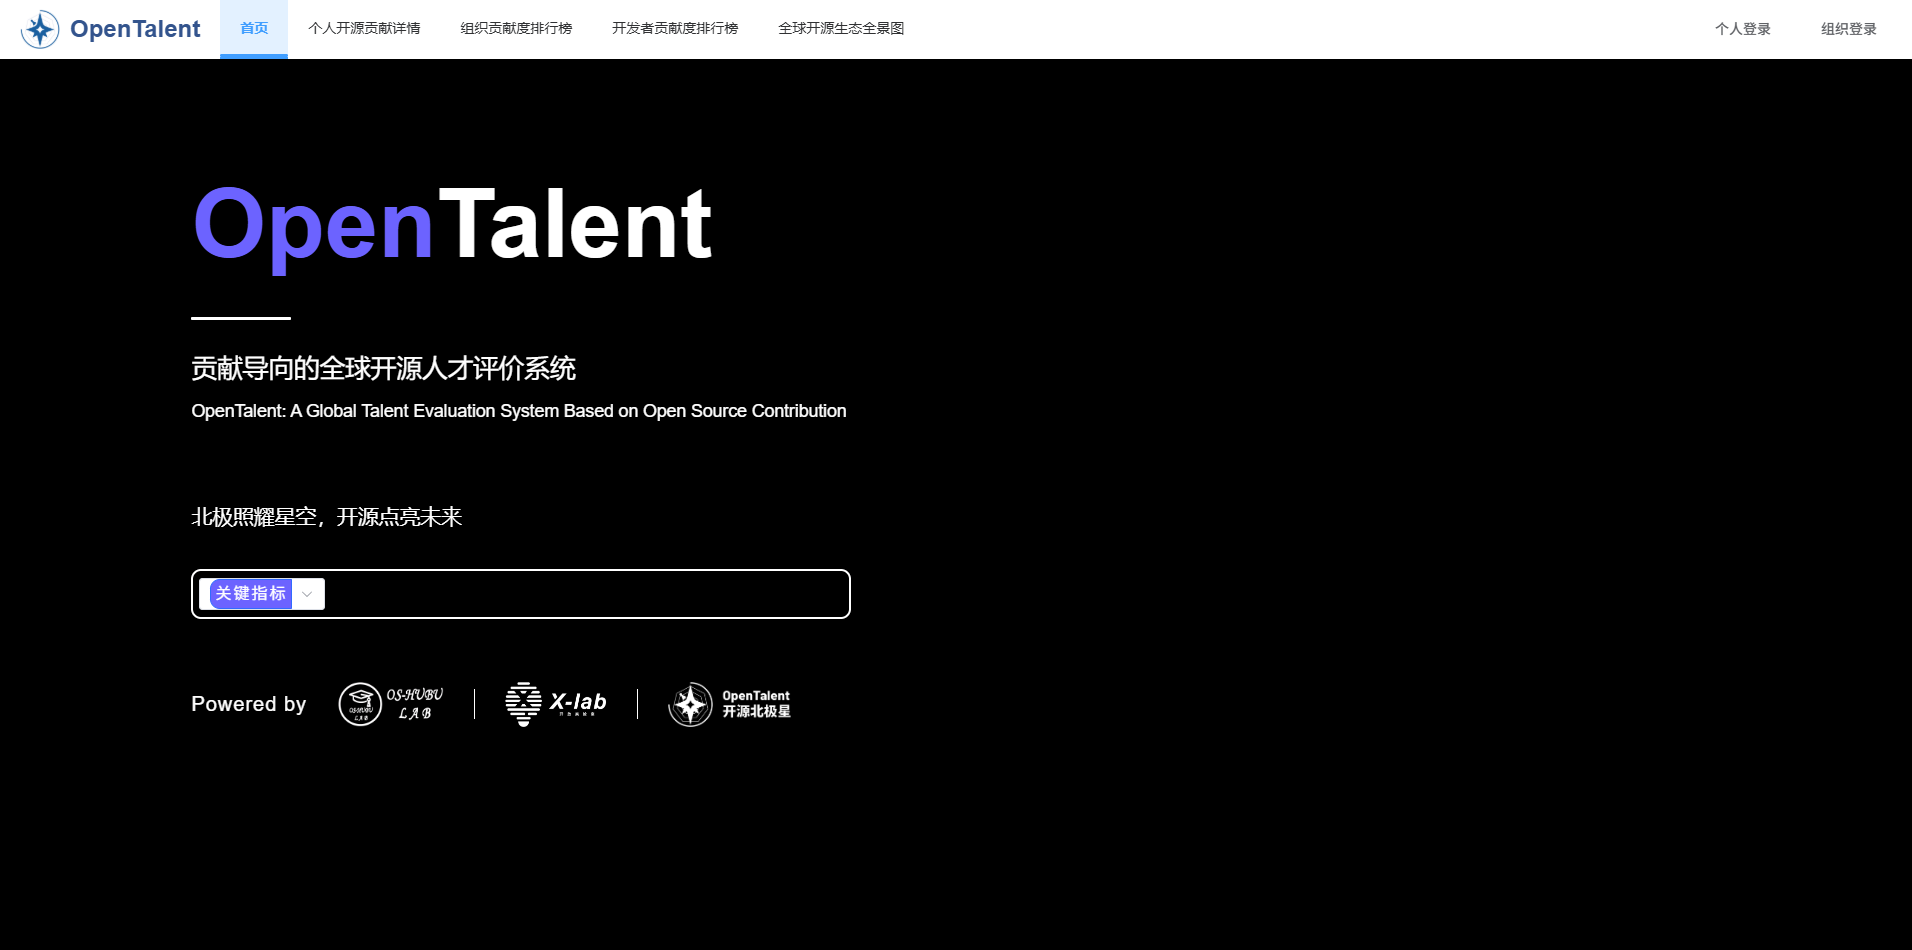 OpenTalent 首页 个人开源贡献详情 组织贡献度排行榜 开发者贡献度排行榜 全球开源生态全景图 个人登录 组织登录
OpenTalent
贡献导向的全球开源人才评价系统
OpenTalent: A Global Talent Evaluation System Based on Open Source Contribution
北极照耀星空，开源点亮未来
关键指标
Powered by
OS-HUBU
LAB
OS-HUBU
LAB
X-lab
OpenTalent
开源北极星